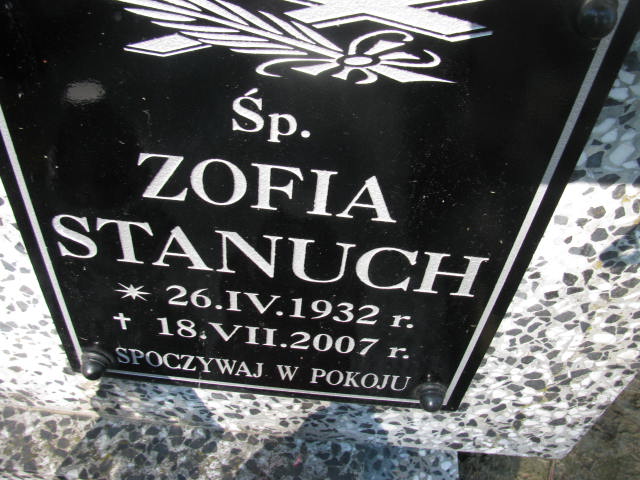 Śp.
ZOFIA
STANUCH
* 26.IV.1932 r.
† 18.VII.2007 r.
SPOCZYWAJ W POKOJU